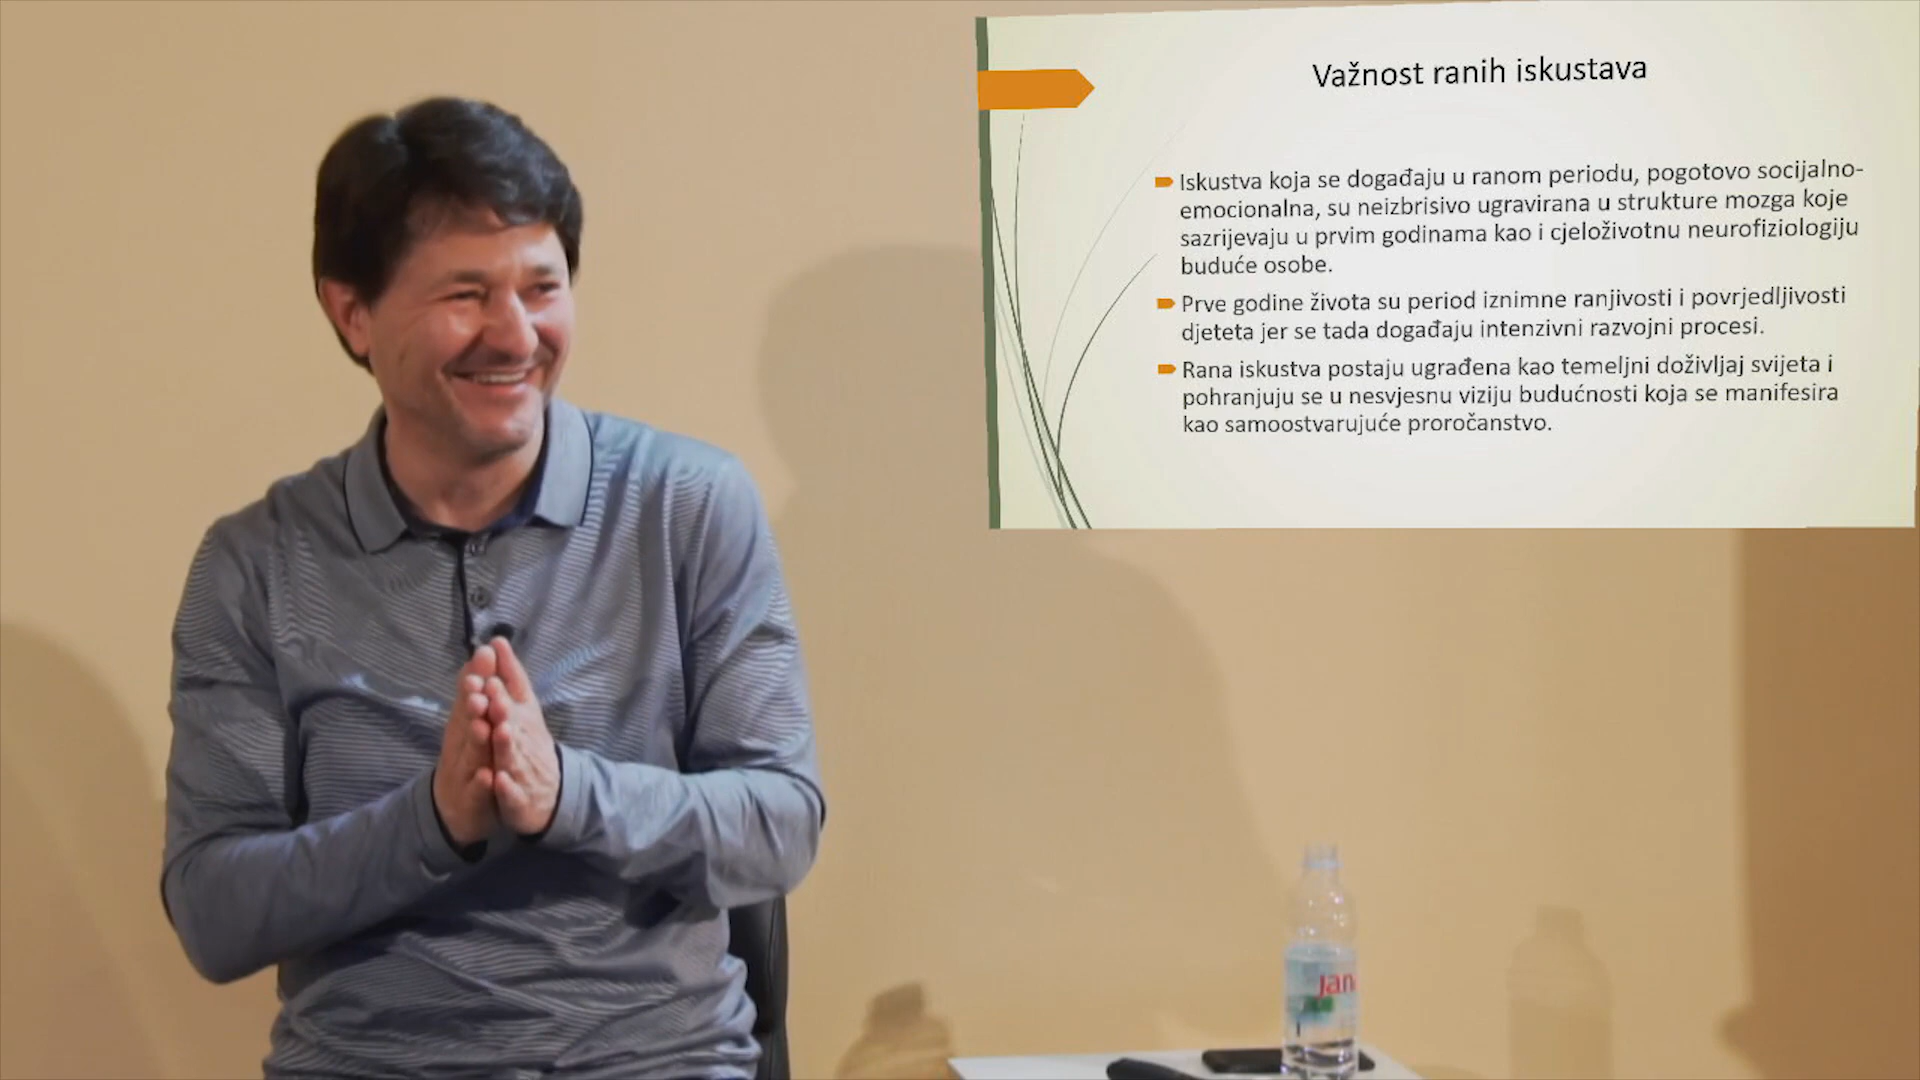 Važnost ranih iskustava
Iskustva koja se događaju u ranom periodu, pogotovo socijalno-
emocionalna, su neizbrisivo ugravirana u strukture mozga koje
sazrijevaju u prvim godinama kao i cjeloživotnu neurofiziologiju
buduće osobe.
Prve godine života su period iznimne ranjivosti i povrjedljivosti
djeteta jer se tada događaju intenzivni razvojni procesi.
Rana iskustva postaju ugrađena kao temeljni doživljaj svijeta i
pohranjuju se u nesvjesnu viziju budućnosti koja se manifesira
kao samoostvarujuće proročanstvo.
Jan